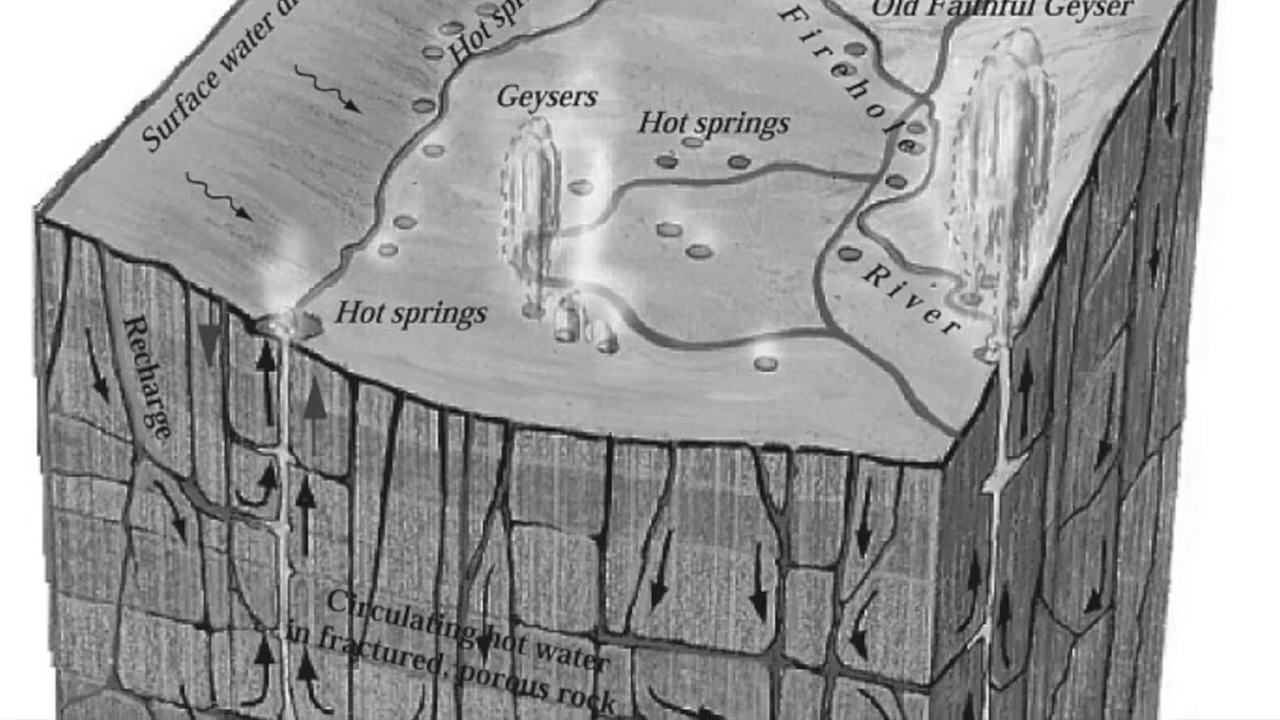 Old Faithful Geyser
Hot
Surface water
Firehole
Geysers
Hot springs
River
Hot springs
Recharge
Circulating hot water
in fractured, porous rock